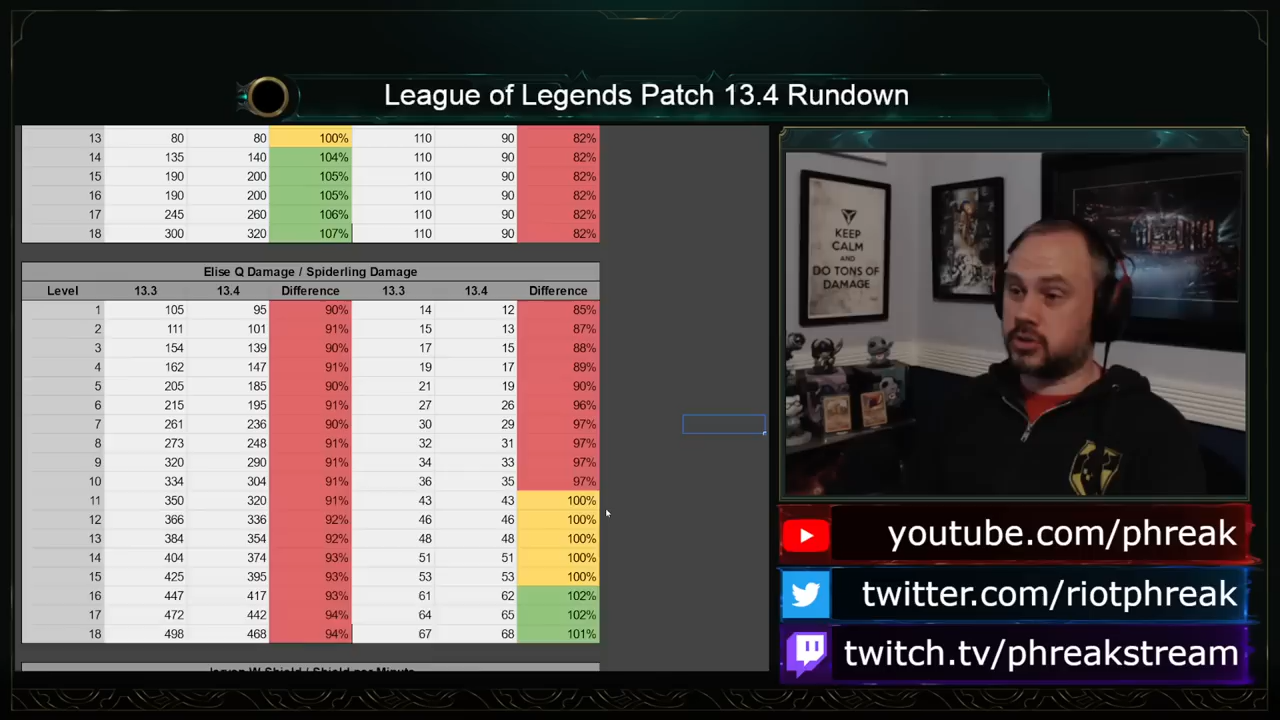 League of Legends Patch 13.4 Rundown
13 80 80 100% 110 90 82%
14 135 140 104% 110 90 82%
15 190 200 105% 110 90 82%
16 195 200 105% 110 90 82%
17 245 260 106% 110 90 82%
18 300 320 107% 110 90 82%
Elise Q Damage / Spiderling Damage
Level 13.3 13.4 Difference 13.3 13.4 Difference
1 105 95 90% 14 12 85%
2 111 101 91% 15 13 87%
3 154 139 90% 17 15 88%
4 162 147 91% 19 17 89%
5 205 185 90% 21 19 90%
6 215 195 91% 27 26 96%
7 261 236 90% 30 29 97%
8 273 248 91% 32 31 97%
9 320 290 91% 34 33 97%
10 334 304 91% 36 35 97%
11 350 320 91% 43 43 100%
12 366 336 92% 46 46 100%
13 384 354 92% 48 48 100%
14 404 374 93% 51 51 100%
15 425 395 93% 53 53 100%
16 447 417 93% 61 62 102%
17 472 442 94% 64 65 102%
18 498 468 94% 67 68 101%
Jarvan W Shield / Shield per Minute
KEEP
CALM
AND
DO TONS OF
DAMAGE
youtube.com/phreak
twitter.com/riotphreak
twitch.tv/phreakstream